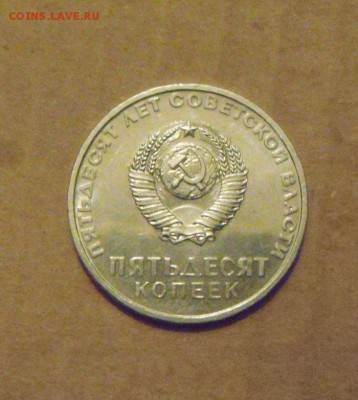 COINS.LAVE.RU
ПЯТЬДЕСЯТ ЛЕТ СОВЕТСКОЙ ВЛАСТИ
ПЯТЬДЕСЯТ
КОПЕЕК